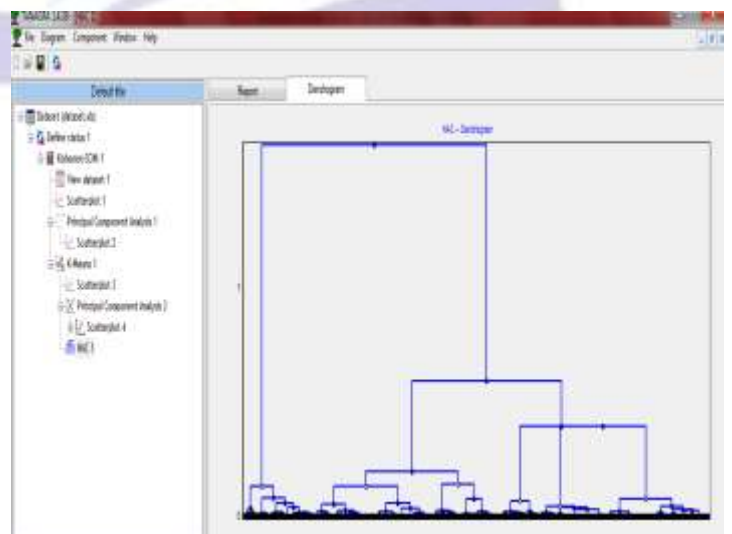 File Diagram Component Window Help
Default title
Report Dendrogram
Dataset (dataset.xls)
Define status 1
Kohonen-SOM 1
View dataset 1
Scatterplot 1
Principal Component Analysis 1
Scatterplot 2
K-Means 1
Scatterplot 3
Principal Component Analysis 2
Scatterplot 4
HAC - Dendrogram
1
0